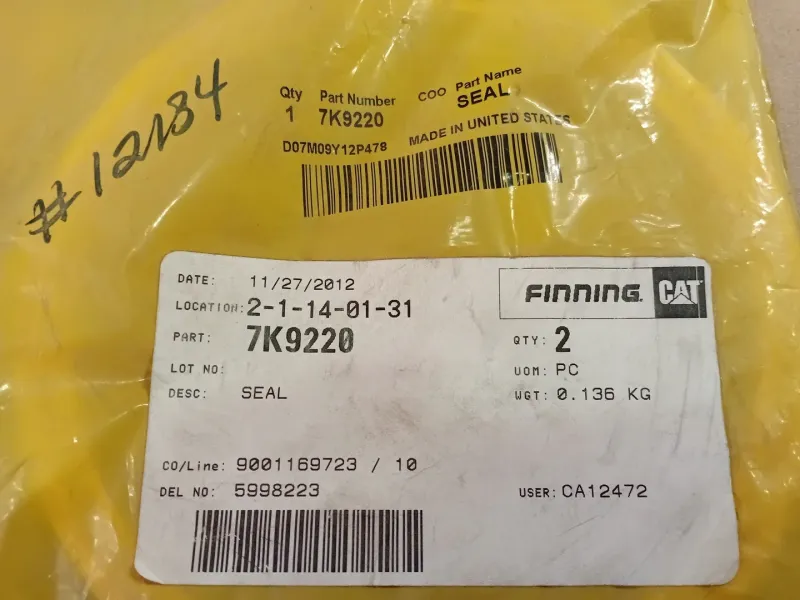 #12184
Qty Part Number COO Part Name
1 7K9220 SEAL
D07M09Y12P478 MADE IN UNITED STATES
DATE: 11/27/2012
FINNING. CAT
LOCATION: 2-1-14-01-31
PART: 7K9220
QTY: 2
LOT NO:
UOM: PC
DESC: SEAL
WGT: 0.136 KG
CO/Line: 9001169723 / 10
DEL NO: 5998223
USER: CA12472